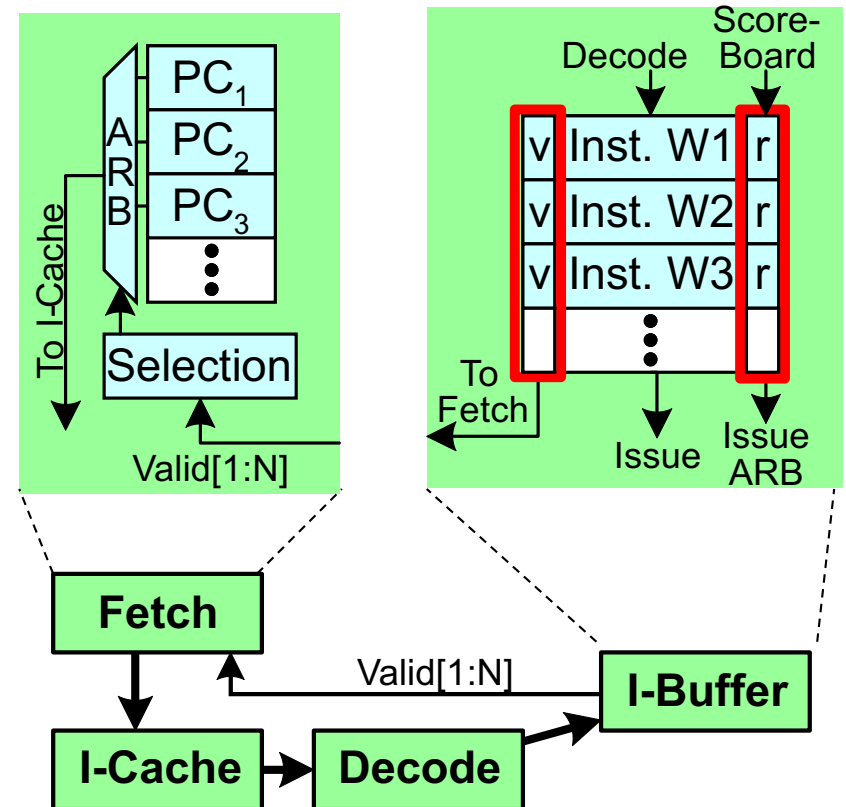 PC1
PC2
PC3
A
R
B
To I-Cache
Selection
Valid[1:N]
Score-
Decode Board
v Inst. W1 r
v Inst. W2 r
v Inst. W3 r
To
Fetch
Issue
Issue
ARB
Fetch
Valid[1:N]
I-Buffer
I-Cache
Decode